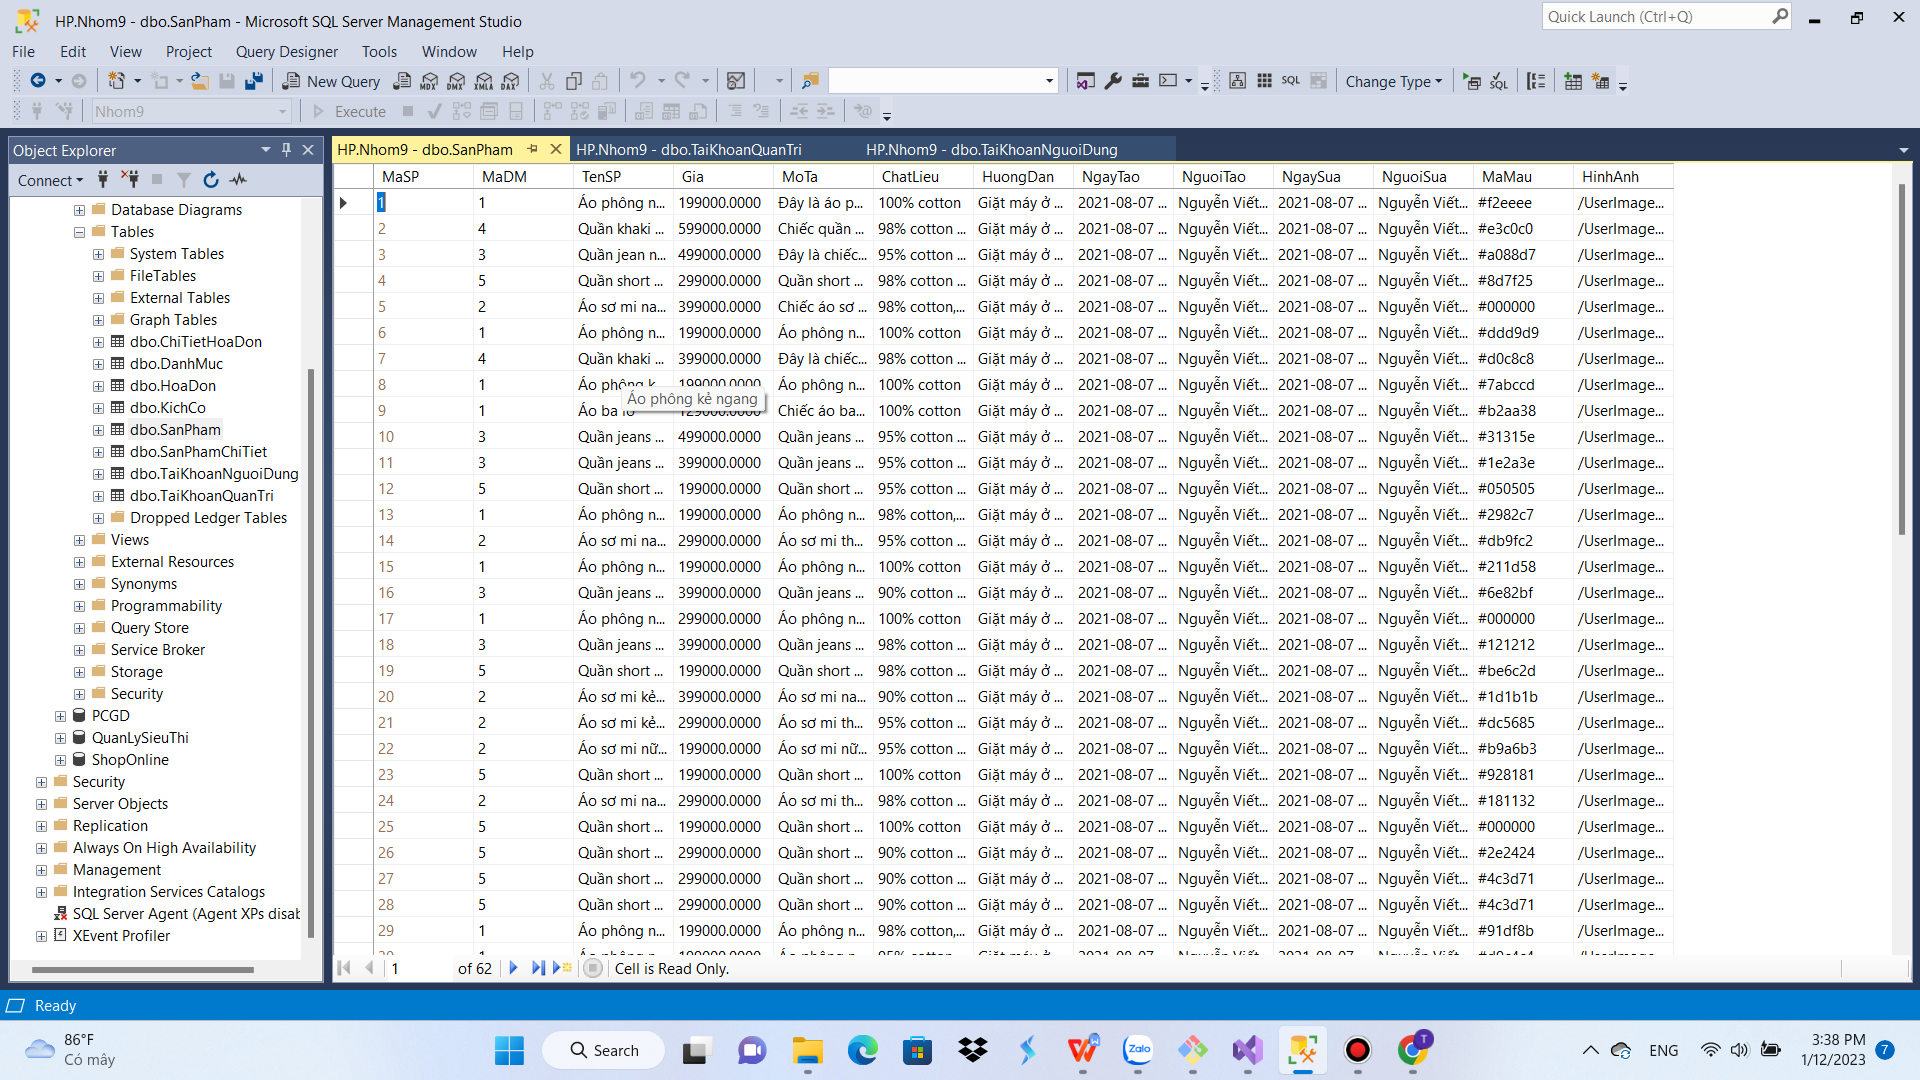 HP.Nhom9 - dbo.SanPham - Microsoft SQL Server Management Studio
Quick Launch (Ctrl+Q)
File Edit View Project Query Designer Tools Window Help
New Query MDX DMX XMLA DAX SQL Change Type SQL
Nhom9 Execute
Object Explorer
Connect
Database Diagrams
Tables
System Tables
FileTables
External Tables
Graph Tables
dbo.ChiTietHoaDon
dbo.DanhMuc
dbo.HoaDon
dbo.KichCo
dbo.SanPham
dbo.SanPhamChiTiet
dbo.TaiKhoanNguoiDung
dbo.TaiKhoanQuanTri
Dropped Ledger Tables
Views
External Resources
Synonyms
Programmability
Query Store
Service Broker
Storage
Security
PCGD
QuanLySieuThi
ShopOnline
Security
Server Objects
Replication
Always On High Availability
Management
Integration Services Catalogs
SQL Server Agent (Agent XPs disab
XEvent Profiler
HP.Nhom9 - dbo.SanPham HP.Nhom9 - dbo.TaiKhoanQuanTri HP.Nhom9 - dbo.TaiKhoanNguoiDung
MaSP MaDM TenSP Gia MoTa ChatLieu HuongDan NgayTao NguoiTao NgaySua NguoiSua MaMau HinhAnh
1 1 Áo phông n... 199000.0000 Đây là áo p... 100% cotton Giặt máy ở ... 2021-08-07 ... Nguyễn Viết... 2021-08-07 ... Nguyễn Viết... #f2eeee /UserImage...
2 4 Quần khaki ... 599000.0000 Chiếc quần ... 98% cotton ... Giặt máy ở ... 2021-08-07 ... Nguyễn Viết... 2021-08-07 ... Nguyễn Viết... #e3c0c0 /UserImage...
3 3 Quần jean n... 499000.0000 Đây là chiếc... 95% cotton ... Giặt máy ở ... 2021-08-07 ... Nguyễn Viết... 2021-08-07 ... Nguyễn Viết... #a088d7 /UserImage...
4 5 Quần short ... 299000.0000 Quần short ... 98% cotton ... Giặt máy ở ... 2021-08-07 ... Nguyễn Viết... 2021-08-07 ... Nguyễn Viết... #8d7f25 /UserImage...
5 2 Áo sơ mi na... 399000.0000 Chiếc áo sơ ... 98% cotton,... Giặt máy ở ... 2021-08-07 ... Nguyễn Viết... 2021-08-07 ... Nguyễn Viết... #000000 /UserImage...
6 1 Áo phông n... 199000.0000 Áo phông n... 100% cotton Giặt máy ở ... 2021-08-07 ... Nguyễn Viết... 2021-08-07 ... Nguyễn Viết... #ddd9d9 /UserImage...
7 4 Quần khaki ... 399000.0000 Đây là chiếc... 98% cotton ... Giặt máy ở ... 2021-08-07 ... Nguyễn Viết... 2021-08-07 ... Nguyễn Viết... #d0c8c8 /UserImage...
8 1 Áo phông k... 199000.0000 Áo phông n... 100% cotton Giặt máy ở ... 2021-08-07 ... Nguyễn Viết... 2021-08-07 ... Nguyễn Viết... #7abccd /UserImage...
Áo phông kẻ ngang
9 1 Áo ba lỗ 129000.0000 Chiếc áo ba... 100% cotton Giặt máy ở ... 2021-08-07 ... Nguyễn Viết... 2021-08-07 ... Nguyễn Viết... #b2aa38 /UserImage...
10 3 Quần jeans ... 499000.0000 Quần jeans ... 95% cotton ... Giặt máy ở ... 2021-08-07 ... Nguyễn Viết... 2021-08-07 ... Nguyễn Viết... #31315e /UserImage...
11 3 Quần jeans ... 399000.0000 Quần jeans ... 95% cotton ... Giặt máy ở ... 2021-08-07 ... Nguyễn Viết... 2021-08-07 ... Nguyễn Viết... #1e2a3e /UserImage...
12 5 Quần short ... 199000.0000 Quần short ... 95% cotton ... Giặt máy ở ... 2021-08-07 ... Nguyễn Viết... 2021-08-07 ... Nguyễn Viết... #050505 /UserImage...
13 1 Áo phông n... 199000.0000 Áo phông n... 98% cotton,... Giặt máy ở ... 2021-08-07 ... Nguyễn Viết... 2021-08-07 ... Nguyễn Viết... #2982c7 /UserImage...
14 2 Áo sơ mi na... 299000.0000 Áo sơ mi th... 95% cotton ... Giặt máy ở ... 2021-08-07 ... Nguyễn Viết... 2021-08-07 ... Nguyễn Viết... #db9fc2 /UserImage...
15 1 Áo phông n... 199000.0000 Áo phông n... 100% cotton Giặt máy ở ... 2021-08-07 ... Nguyễn Viết... 2021-08-07 ... Nguyễn Viết... #211d58 /UserImage...
16 3 Quần jeans ... 399000.0000 Quần jeans ... 90% cotton ... Giặt máy ở ... 2021-08-07 ... Nguyễn Viết... 2021-08-07 ... Nguyễn Viết... #6e82bf /UserImage...
17 1 Áo phông n... 299000.0000 Áo phông n... 100% cotton Giặt máy ở ... 2021-08-07 ... Nguyễn Viết... 2021-08-07 ... Nguyễn Viết... #000000 /UserImage...
18 3 Quần jeans ... 399000.0000 Quần jeans ... 98% cotton ... Giặt máy ở ... 2021-08-07 ... Nguyễn Viết... 2021-08-07 ... Nguyễn Viết... #121212 /UserImage...
19 5 Quần short ... 199000.0000 Quần short ... 98% cotton ... Giặt máy ở ... 2021-08-07 ... Nguyễn Viết... 2021-08-07 ... Nguyễn Viết... #be6c2d /UserImage...
20 2 Áo sơ mi kẻ... 399000.0000 Áo sơ mi na... 90% cotton ... Giặt máy ở ... 2021-08-07 ... Nguyễn Viết... 2021-08-07 ... Nguyễn Viết... #1d1b1b /UserImage...
21 2 Áo sơ mi kẻ... 299000.0000 Áo sơ mi th... 95% cotton ... Giặt máy ở ... 2021-08-07 ... Nguyễn Viết... 2021-08-07 ... Nguyễn Viết... #dc5685 /UserImage...
22 2 Áo sơ mi nữ... 199000.0000 Áo sơ mi nữ... 95% cotton ... Giặt máy ở ... 2021-08-07 ... Nguyễn Viết... 2021-08-07 ... Nguyễn Viết... #b9a6b3 /UserImage...
23 5 Quần short ... 199000.0000 Quần short ... 100% cotton Giặt máy ở ... 2021-08-07 ... Nguyễn Viết... 2021-08-07 ... Nguyễn Viết... #928181 /UserImage...
24 2 Áo sơ mi na... 299000.0000 Áo sơ mi th... 98% cotton ... Giặt máy ở ... 2021-08-07 ... Nguyễn Viết... 2021-08-07 ... Nguyễn Viết... #181132 /UserImage...
25 5 Quần short ... 199000.0000 Quần short ... 100% cotton Giặt máy ở ... 2021-08-07 ... Nguyễn Viết... 2021-08-07 ... Nguyễn Viết... #000000 /UserImage...
26 5 Quần short ... 299000.0000 Quần short ... 90% cotton ... Giặt máy ở ... 2021-08-07 ... Nguyễn Viết... 2021-08-07 ... Nguyễn Viết... #2e2424 /UserImage...
27 5 Quần short ... 299000.0000 Quần short ... 90% cotton ... Giặt máy ở ... 2021-08-07 ... Nguyễn Viết... 2021-08-07 ... Nguyễn Viết... #4c3d71 /UserImage...
28 5 Quần short ... 299000.0000 Quần short ... 90% cotton ... Giặt máy ở ... 2021-08-07 ... Nguyễn Viết... 2021-08-07 ... Nguyễn Viết... #4c3d71 /UserImage...
29 1 Áo phông n... 199000.0000 Áo phông n... 98% cotton,... Giặt máy ở ... 2021-08-07 ... Nguyễn Viết... 2021-08-07 ... Nguyễn Viết... #91df8b /UserImage...
1 of 62 Cell is Read Only.
Ready
86°F
Có mây
Search
Zalo
T
ENG
3:38 PM
1/12/2023
7